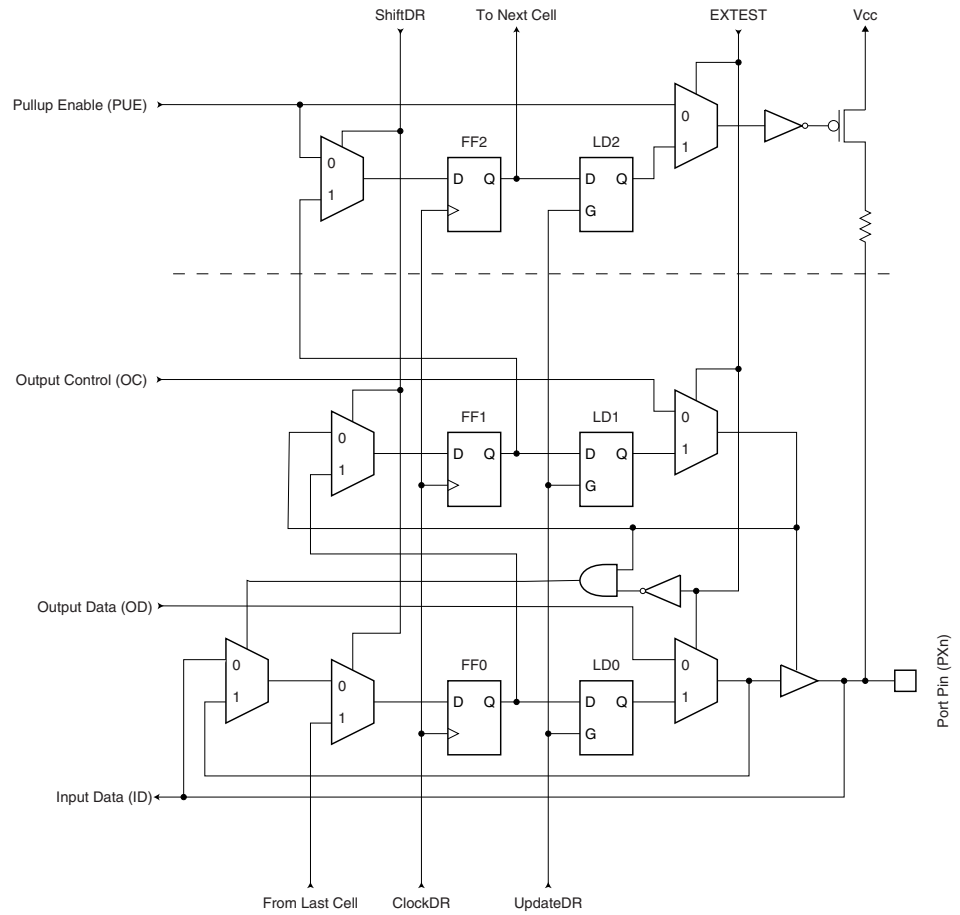 ShiftDR
To Next Cell
EXTEST
Vcc
Pullup Enable (PUE)
0
1
FF2
D Q
LD2
D Q
G
0
1
Output Control (OC)
0
1
FF1
D Q
LD1
D Q
G
0
1
Output Data (OD)
0
1
0
1
FF0
D Q
LD0
D Q
G
0
1
Port Pin (PXn)
Input Data (ID)
From Last Cell
ClockDR
UpdateDR